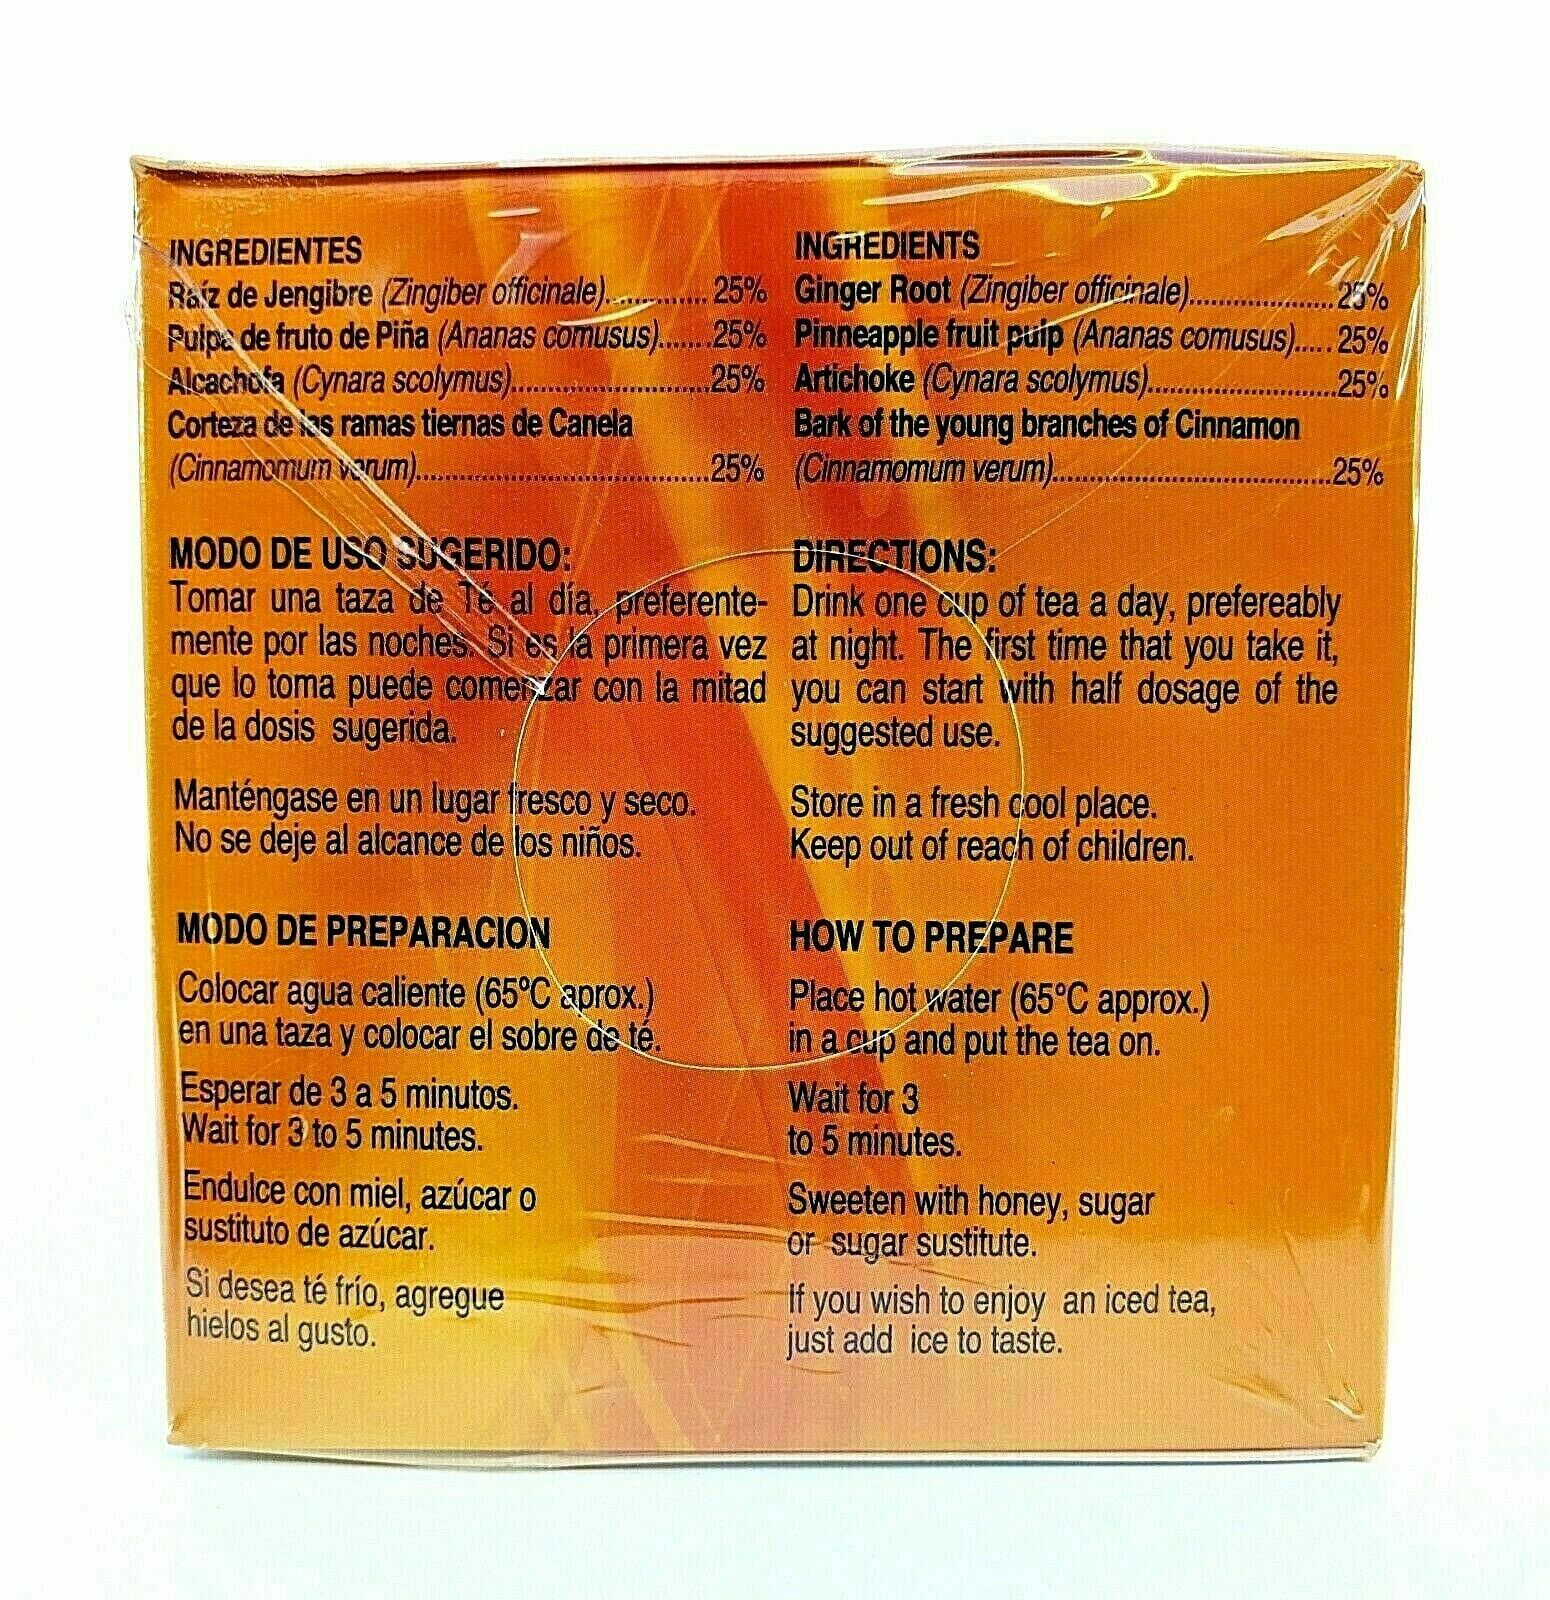 INGREDIENTES
Raíz de Jengibre (Zingiber officinale)............... 25%
Pulpa de fruto de Piña (Ananas comusus).......25%
Alcachofa (Cynara scolymus)............................25%
Corteza de las ramas tiernas de Canela
(Cinnamomum verum)........................................25%
MODO DE USO SUGERIDO:
Tomar una taza de Té al día, preferente-
mente por las noches. Si es la primera vez
que lo toma puede comenzar con la mitad
de la dosis sugerida.
Manténgase en un lugar fresco y seco.
No se deje al alcance de los niños.
MODO DE PREPARACION
Colocar agua caliente (65ºC aprox.)
en una taza y colocar el sobre de té.
Esperar de 3 a 5 minutos.
Wait for 3 to 5 minutes.
Endulce con miel, azúcar o
sustituto de azúcar.
Si desea té frío, agregue
hielos al gusto.
INGREDIENTS
Ginger Root (Zingiber officinale)......................25%
Pinneapple fruit pulp (Ananas comusus).....25%
Artichoke (Cynara scolymus)...........................25%
Bark of the young branches of Cinnamon
(Cinnamomum verum).......................................25%
DIRECTIONS:
Drink one cup of tea a day, prefereably
at night. The first time that you take it,
you can start with half dosage of the
suggested use.
Store in a fresh cool place.
Keep out of reach of children.
HOW TO PREPARE
Place hot water (65ºC approx.)
in a cup and put the tea on.
Wait for 3
to 5 minutes.
Sweeten with honey, sugar
or sugar sustitute.
If you wish to enjoy an iced tea,
just add ice to taste.